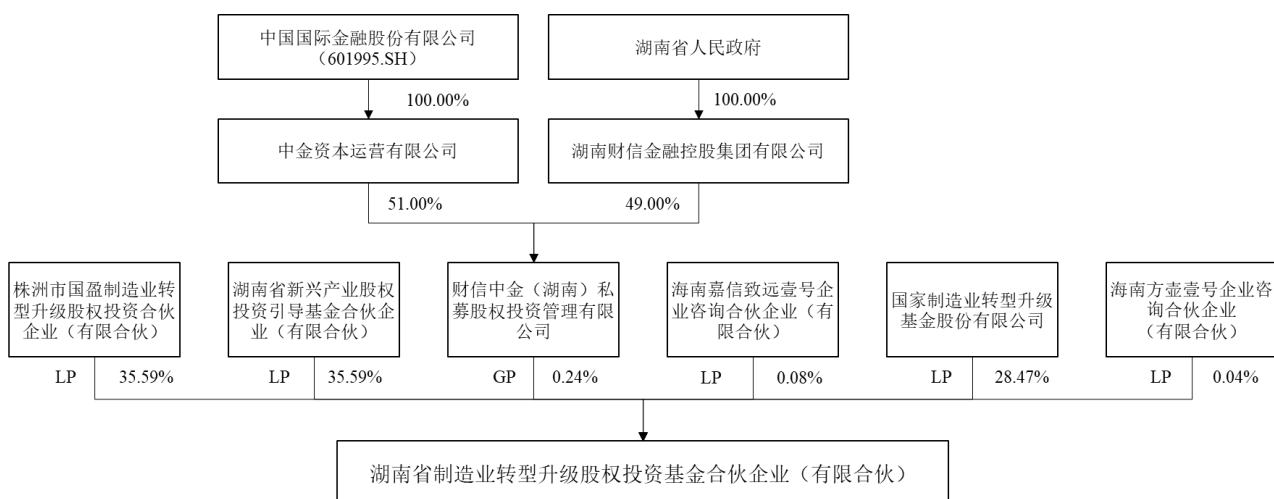 中国国际金融股份有限公司
（601995.SH）
湖南省人民政府
100.00%
100.00%
中金资本运营有限公司
湖南财信金融控股集团有限公司
51.00%
49.00%
株洲市国盈制造业转
型升级股权投资合伙
企业（有限合伙）
湖南省新兴产业股权
投资引导基金合伙企
业（有限合伙）
财信中金（湖南）私
募股权投资管理有限
公司
海南嘉信致远壹号企
业咨询合伙企业（有
限合伙）
国家制造业转型升级
基金股份有限公司
海南方壶壹号企业咨
询合伙企业
（有限合伙）
LP 35.59%
LP 35.59%
GP 0.24%
LP 0.08%
LP 28.47%
LP 0.04%
湖南省制造业转型升级股权投资基金合伙企业（有限合伙）